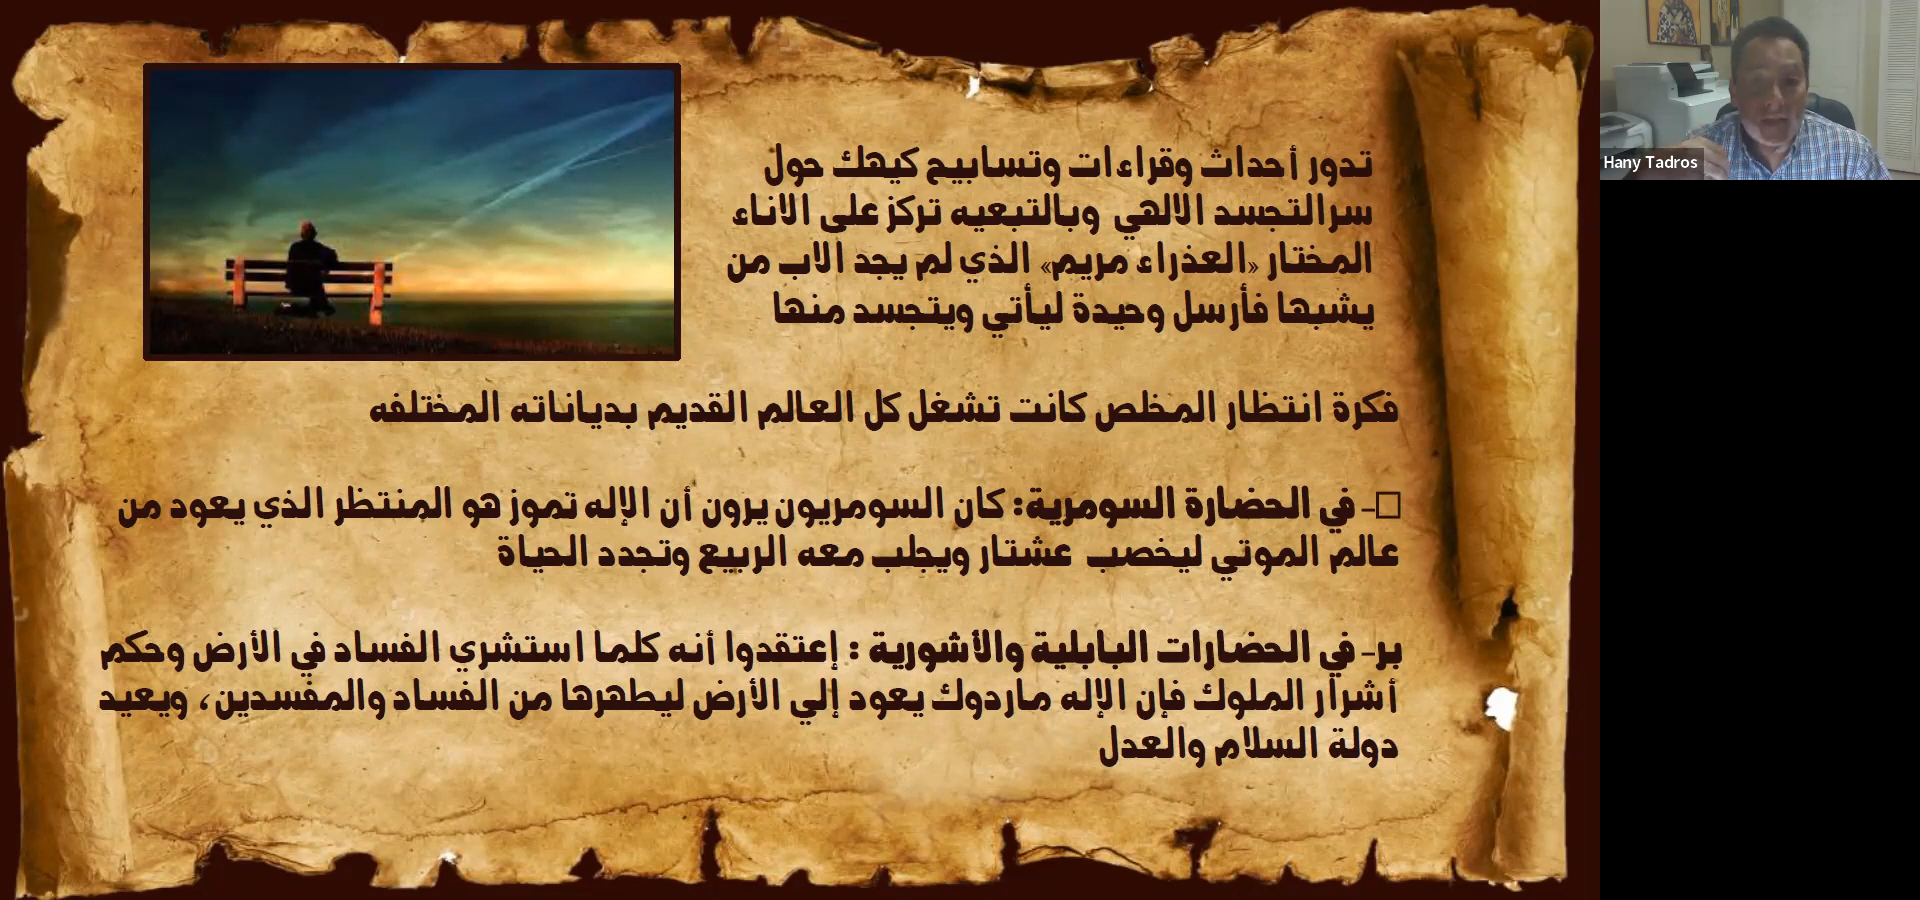 تدور أحداث وقراءات وتسابيح كيهك حول
سرالتجسد الالهي وبالتبعيه تركز على الاناء
المختار «العذراء مريم» الذي لم يجد الاب من
يشبها فأرسل وحيدة ليأتي ويتجسد منها
فكرة انتظار المخلص كانت تشغل كل العالم القديم بدياناته المختلفه
□- في الحضارة السومرية: كان السومريون يرون أن الإله تموز هو المنتظر الذي يعود من
عالم الموتي ليخصب عشتار ويجلب معه الربيع وتجدد الحياة
بر- في الحضارات البابلية والأشورية : إعتقدوا أنه كلما استشري الفساد في الأرض وحكم
أشرار الملوك فإن الإله ماردوك يعود إلي الأرض ليطهرها من الفساد والمفسدين، ويعيد
دولة السلام والعدل
Hany Tadros